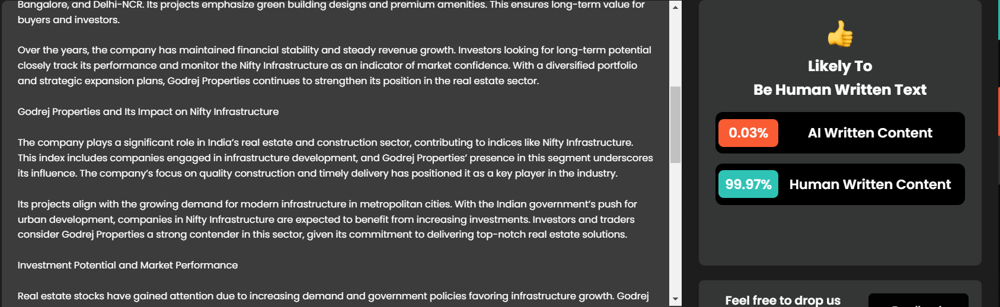 Bangalore, and Delhi-NCR. Its projects emphasize green building designs and premium amenities. This ensures long-term value for
buyers and investors.
Over the years, the company has maintained financial stability and steady revenue growth. Investors looking for long-term potential
closely track its performance and monitor the Nifty Infrastructure as an indicator of market confidence. With a diversified portfolio
and strategic expansion plans, Godrej Properties continues to strengthen its position in the real estate sector.
Godrej Properties and Its Impact on Nifty Infrastructure
The company plays a significant role in India’s real estate and construction sector, contributing to indices like Nifty Infrastructure.
This index includes companies engaged in infrastructure development, and Godrej Properties’ presence in this segment underscores
its influence. The company’s focus on quality construction and timely delivery has positioned it as a key player in the industry.
Its projects align with the growing demand for modern infrastructure in metropolitan cities. With the Indian government’s push for
urban development, companies in Nifty Infrastructure are expected to benefit from increasing investments. Investors and traders
consider Godrej Properties a strong contender in this sector, given its commitment to delivering top-notch real estate solutions.
Investment Potential and Market Performance
Real estate stocks have gained attention due to increasing demand and government policies favoring infrastructure growth. Godrej
Likely To
Be Human Written Text
0.03% AI Written Content
99.97% Human Written Content
Feel free to drop us